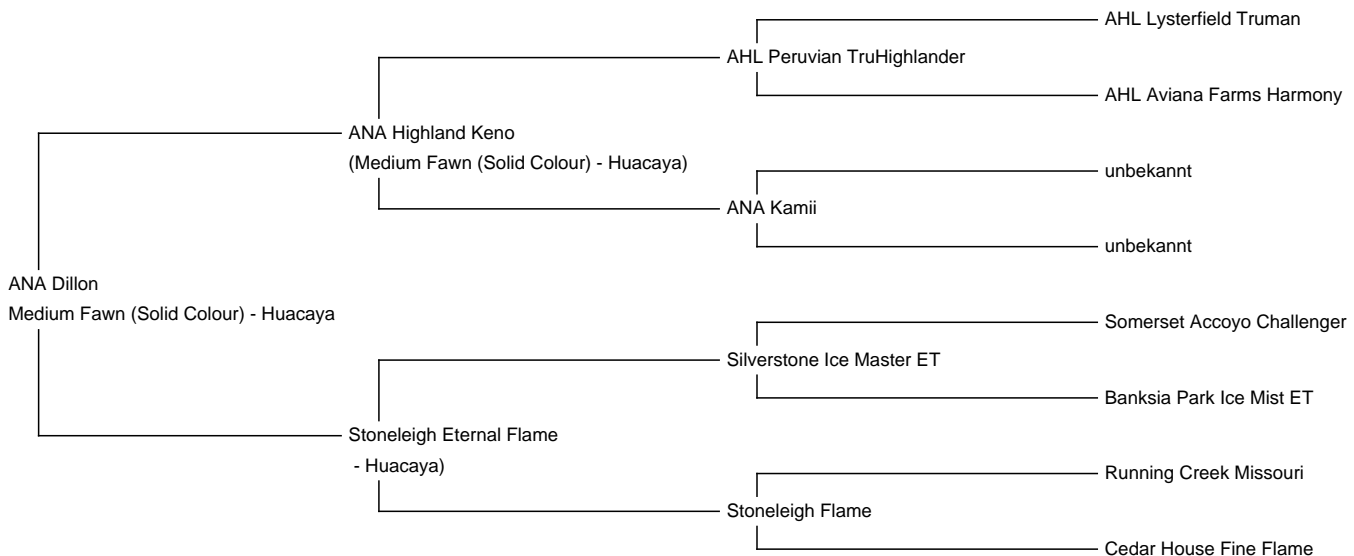 AHL Lysterfield Truman
AHL Peruvian TruHighlander
AHL Aviana Farms Harmony
ANA Highland Keno
(Medium Fawn (Solid Colour) - Huacaya)
unbekannt
ANA Kamii
unbekannt
ANA Dillon
Medium Fawn (Solid Colour) - Huacaya
Somerset Accoyo Challenger
Silverstone Ice Master ET
Banksia Park Ice Mist ET
Stoneleigh Eternal Flame
- Huacaya)
Running Creek Missouri
Stoneleigh Flame
Cedar House Fine Flame